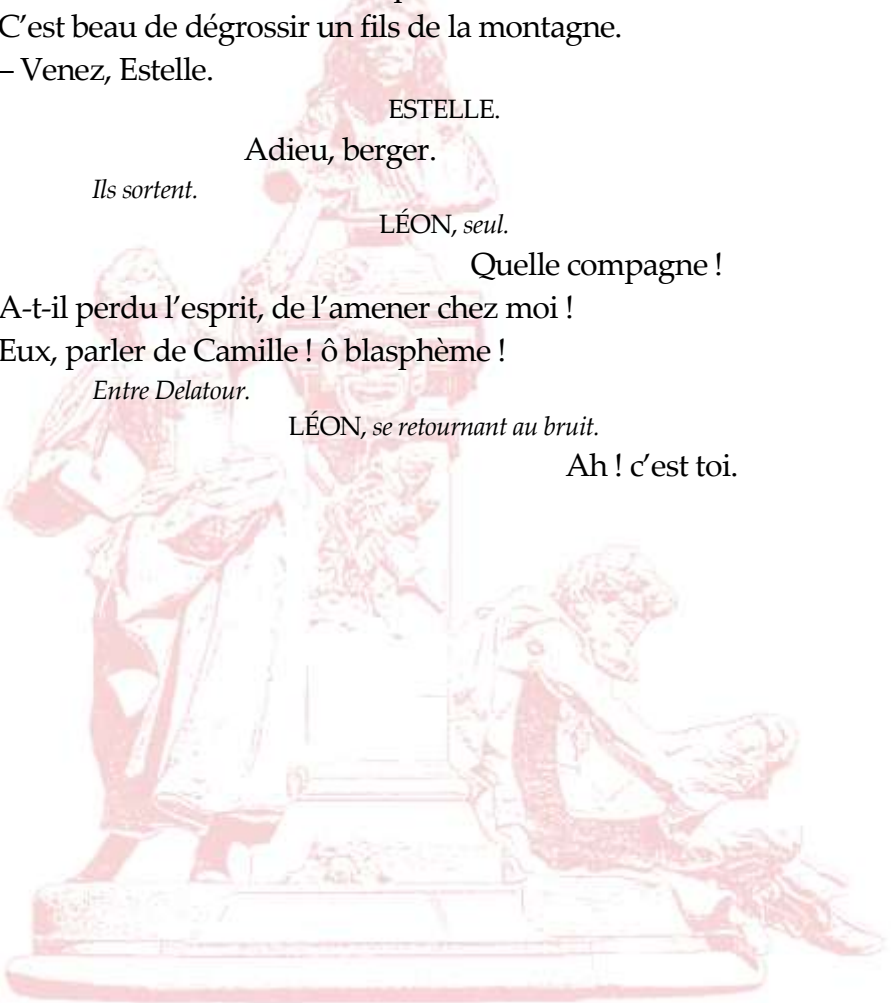 C’est beau de dégrossir un fils de la montagne.
– Venez, Estelle.
ESTELLE.
Adieu, berger.
Ils sortent.
LÉON, seul.
Quelle compagne !
A-t-il perdu l’esprit, de l’amener chez moi !
Eux, parler de Camille ! ô blasphème !
Entre Delatour.
LÉON, se retournant au bruit.
Ah ! c’est toi.